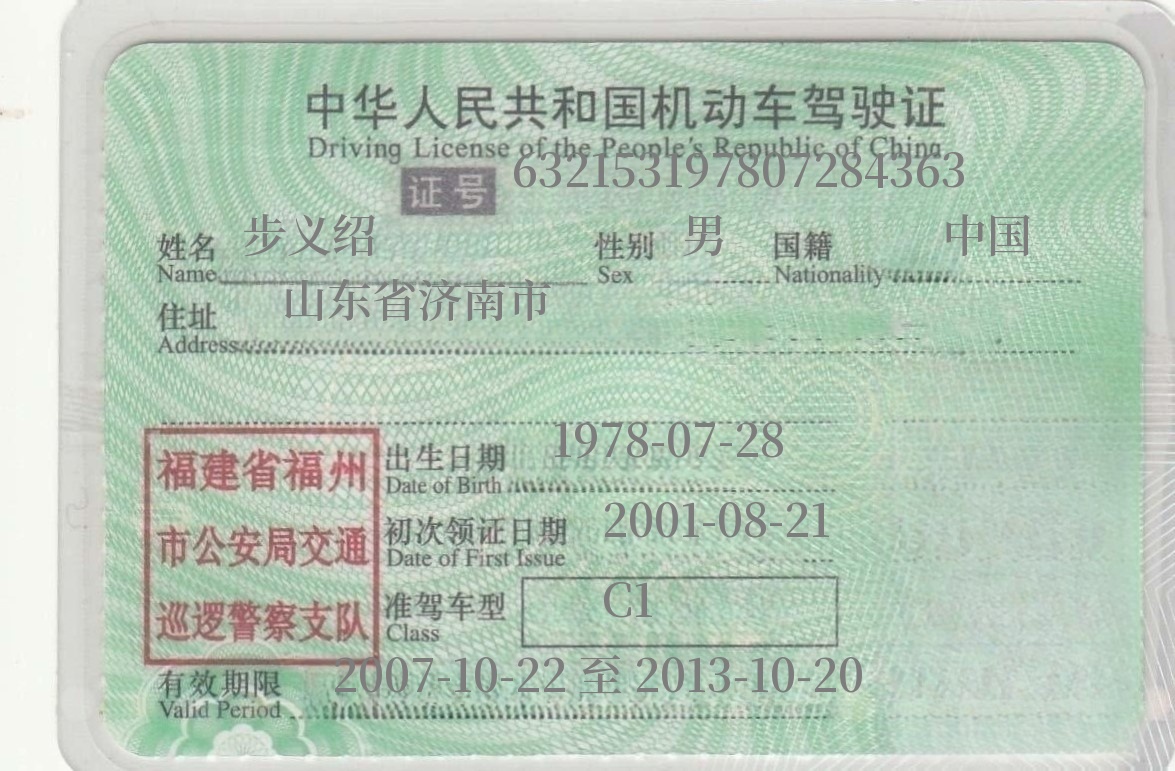 中华人民共和国机动车驾驶证
Driving License of the People's Republic of China
证号 632153197807284363
姓名 步义绍 性别 男 国籍 中国
Name Sex Nationality
住址 山东省济南市
Address
出生日期 1978-07-28
Date of Birth
初次领证日期 2001-08-21
Date of First Issue
准驾车型 C1
Class
有效期限 2007-10-22 至 2013-10-20
Valid Period
福建省福州
市公安局交通
巡逻警察支队